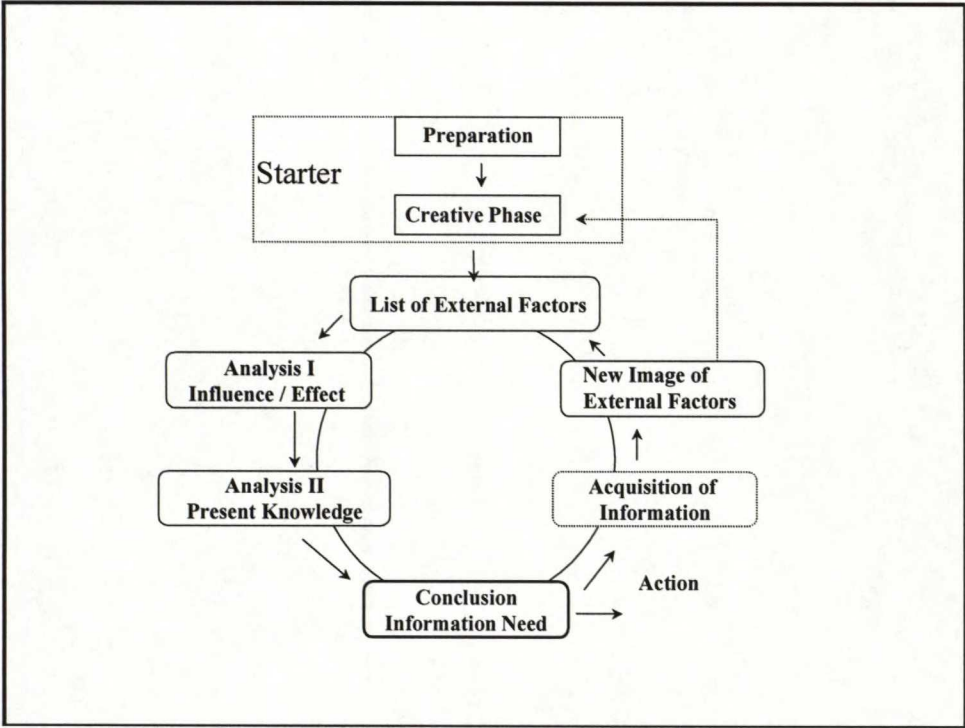 Preparation
Starter
Creative Phase
List of External Factors
Analysis I
Influence / Effect
New Image of
External Factors
Analysis II
Present Knowledge
Acquisition of
Information
Action
Conclusion
Information Need